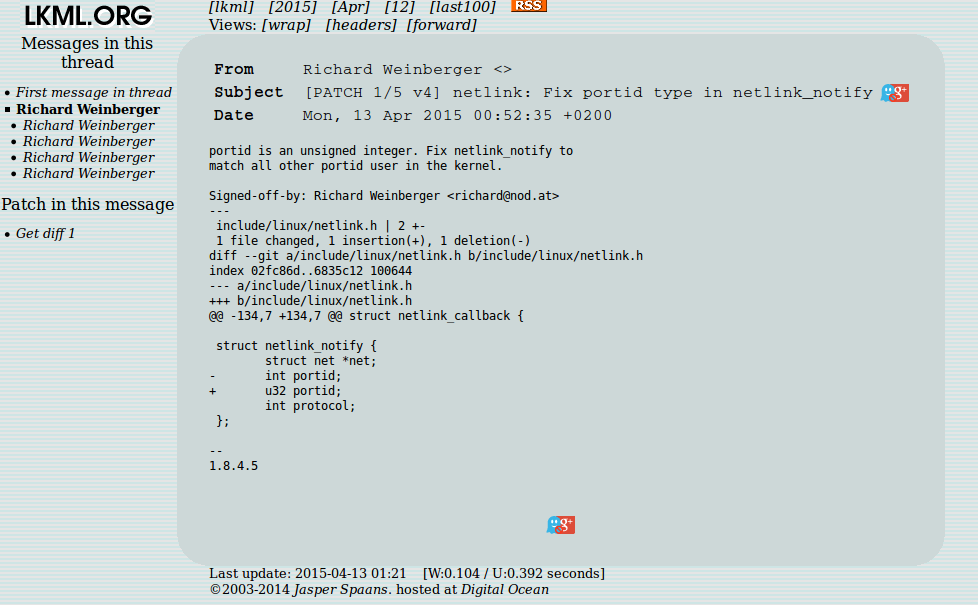 LKML.ORG
Messages in this
thread
• First message in thread
▪ Richard Weinberger
• Richard Weinberger
• Richard Weinberger
• Richard Weinberger
• Richard Weinberger
Patch in this message
• Get diff 1
[lkml] [2015] [Apr] [12] [last100] RSS
Views: [wrap] [headers] [forward]
From Richard Weinberger <>
Subject [PATCH 1/5 v4] netlink: Fix portid type in netlink_notify g+
Date Mon, 13 Apr 2015 00:52:35 +0200
portid is an unsigned integer. Fix netlink_notify to
match all other portid user in the kernel.
Signed-off-by: Richard Weinberger <richard@nod.at>
---
 include/linux/netlink.h | 2 +-
 1 file changed, 1 insertion(+), 1 deletion(-)
diff --git a/include/linux/netlink.h b/include/linux/netlink.h
index 02fc86d..6835c12 100644
--- a/include/linux/netlink.h
+++ b/include/linux/netlink.h
@@ -134,7 +134,7 @@ struct netlink_callback {
 struct netlink_notify {
        struct net *net;
-       int portid;
+       u32 portid;
        int protocol;
 };
--
1.8.4.5
g+
Last update: 2015-04-13 01:21 [W:0.104 / U:0.392 seconds]
©2003-2014 Jasper Spaans. hosted at Digital Ocean